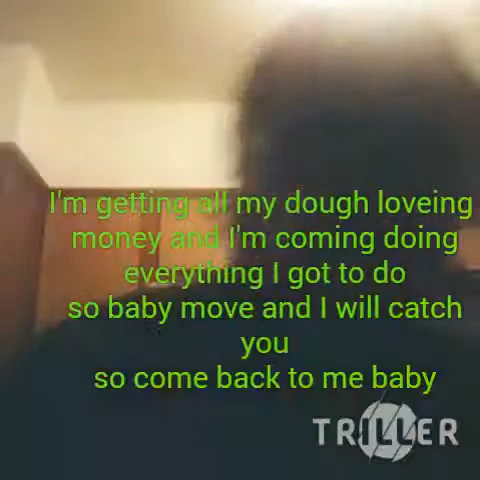 I'm getting all my dough loveing
money and I'm coming doing
everything I got to do
so baby move and I will catch
you
so come back to me baby
TRILLER